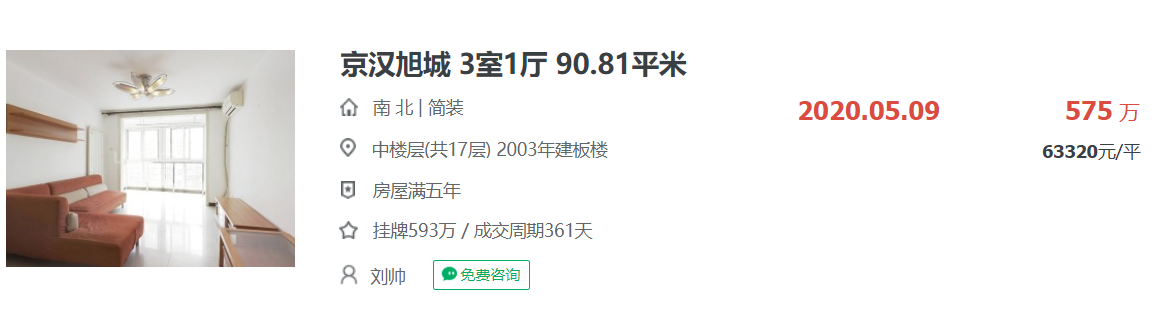 京汉旭城 3室1厅 90.81平米
南 北 | 简装
2020.05.09
575 万
中楼层(共17层) 2003年建板楼
63320元/平
房屋满五年
挂牌593万 / 成交周期361天
刘帅
免费咨询